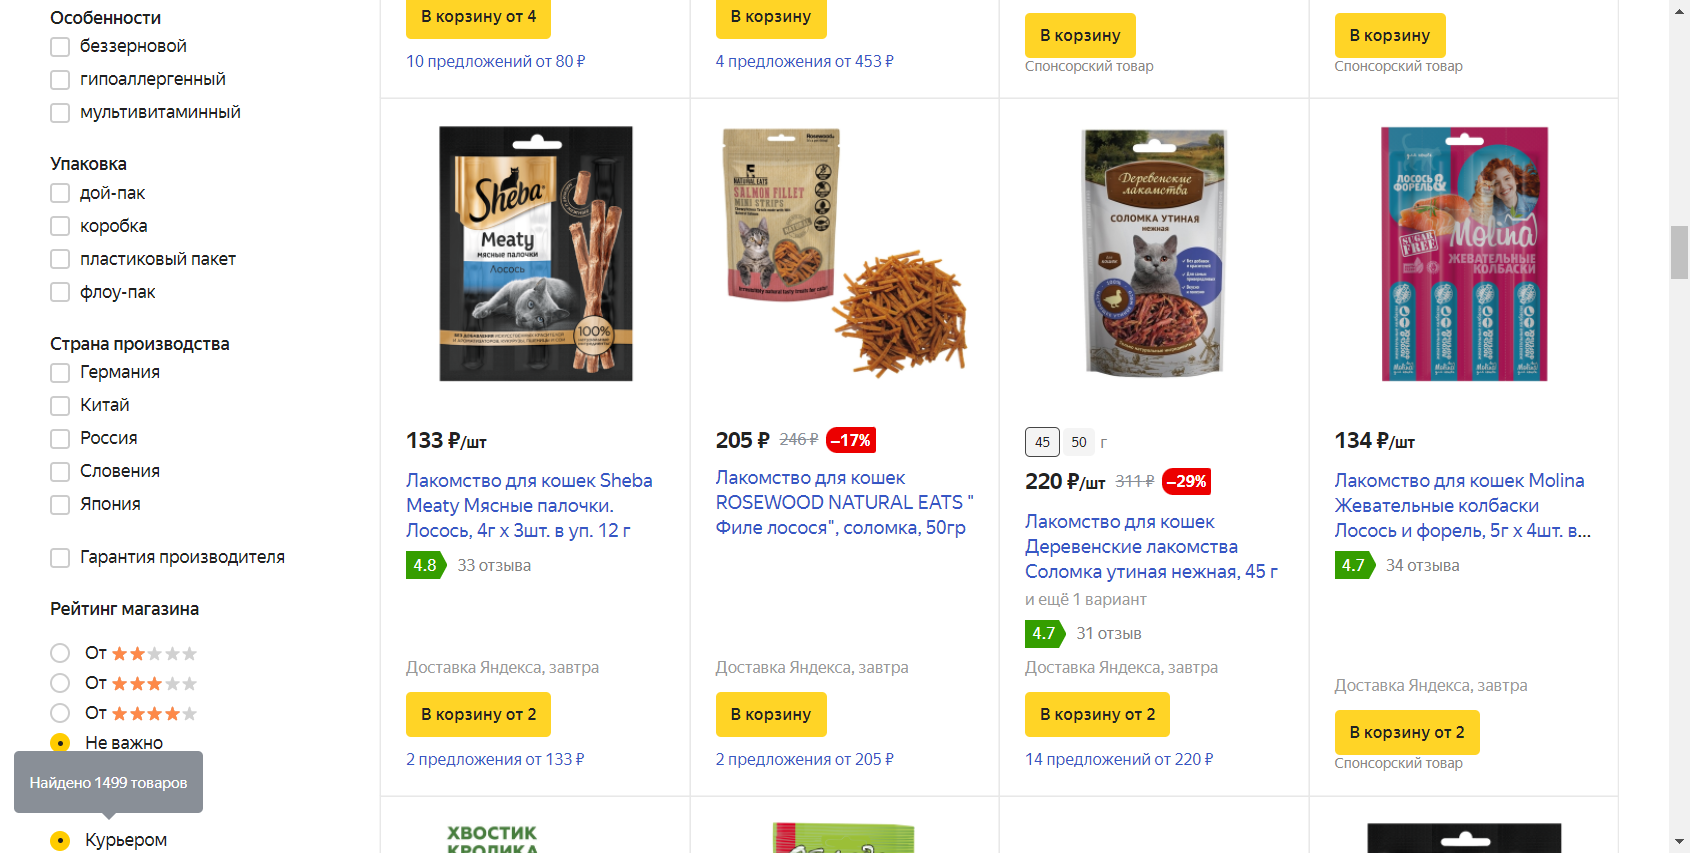 Особенности
беззерновой
гипоаллергенный
мультивитаминный
Упаковка
дой-пак
коробка
пластиковый пакет
флоу-пак
Страна производства
Германия
Китай
Россия
Словения
Япония
Гарантия производителя
Рейтинг магазина
От
От
От
Не важно
Найдено 1499 товаров
Курьером
В корзину от 4
10 предложений от 80 ₽
В корзину
4 предложения от 453 ₽
В корзину
Спонсорский товар
В корзину
Спонсорский товар
Sheba
Meaty
мясные палочки
Лосось
100%
133 ₽/шт
Лакомство для кошек Sheba
Meaty Мясные палочки.
Лосось, 4г х 3шт. в уп. 12 г
4.8 33 отзыва
Доставка Яндекса, завтра
В корзину от 2
2 предложения от 133 ₽
Rosewood
NATURAL EATS
SALMON FILLET
MINI STRIPS
205 ₽ 246 ₽ –17%
Лакомство для кошек
ROSEWOOD NATURAL EATS "
Филе лосося", соломка, 50гр
Доставка Яндекса, завтра
В корзину
2 предложения от 205 ₽
Деревенские
лакомства
СОЛОМКА УТИНАЯ
нежная
45 50 г
220 ₽/шт 311 ₽ –29%
Лакомство для кошек
Деревенские лакомства
Соломка утиная нежная, 45 г
и ещё 1 вариант
4.7 31 отзыв
Доставка Яндекса, завтра
В корзину от 2
14 предложений от 220 ₽
ЛОСОСЬ &
ФОРЕЛЬ
SUGAR
FREE
Molina
ЖЕВАТЕЛЬНЫЕ
КОЛБАСКИ
134 ₽/шт
Лакомство для кошек Molina
Жевательные колбаски
Лосось и форель, 5г х 4шт. в...
4.7 34 отзыва
Доставка Яндекса, завтра
В корзину от 2
Спонсорский товар
ХВОСТИК
КРОЛИКА